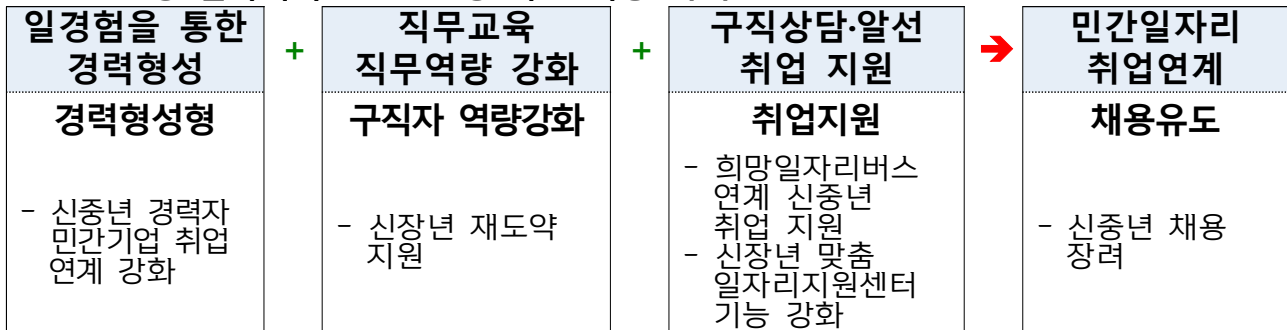 일경험을 통한
경력형성
+
직무교육
직무역량 강화
+
구직상담·알선
취업 지원
➔
민간일자리
취업연계
경력형성형
- 신중년 경력자
민간기업 취업
연계 강화
구직자 역량강화
- 신장년 재도약
지원
취업지원
- 희망일자리버스
연계 신중년
취업 지원
- 신장년 맞춤
일자리지원센터
기능 강화
채용유도
- 신중년 채용
장려